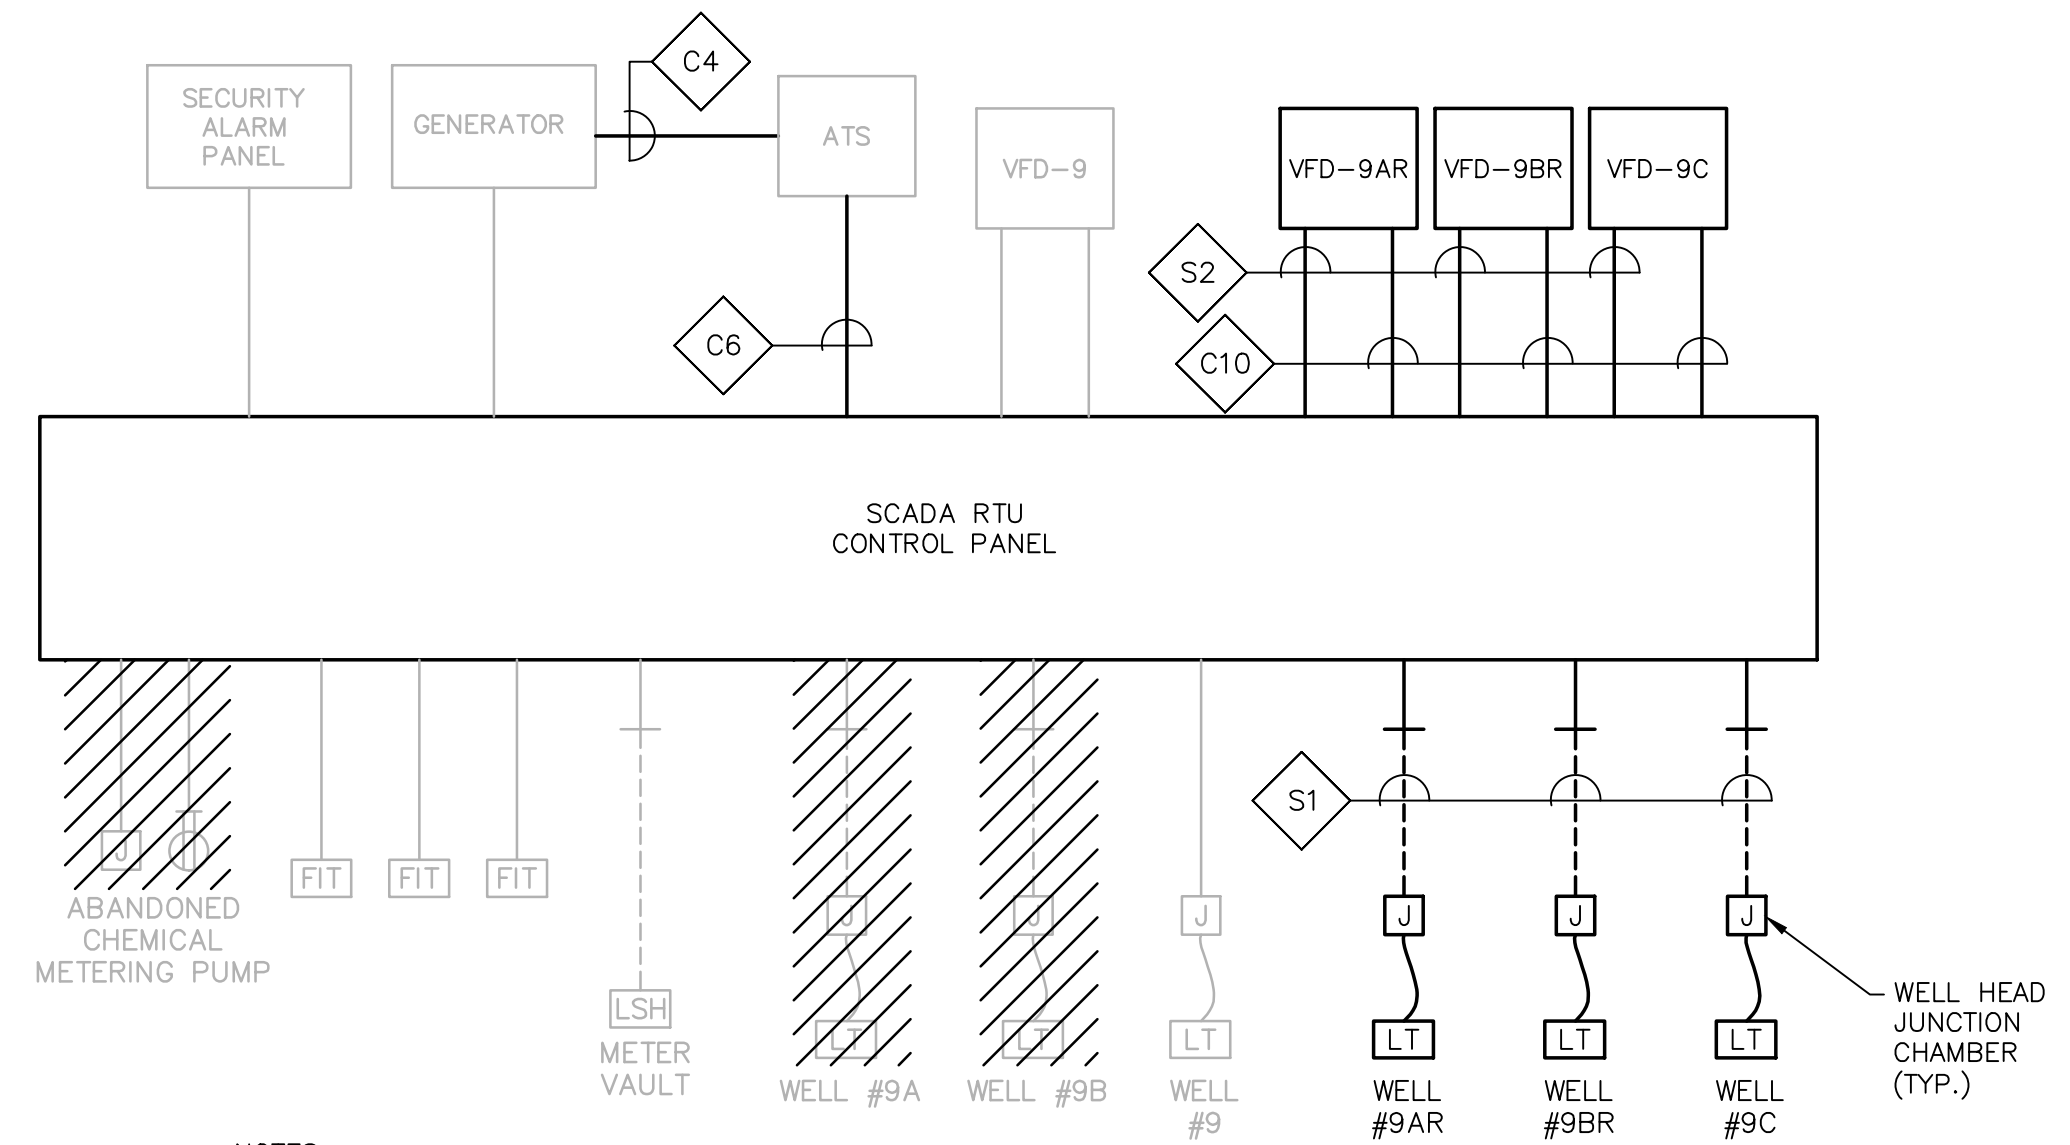 C4
SECURITY
ALARM
PANEL
GENERATOR
ATS
VFD-9
VFD-9AR
VFD-9BR
VFD-9C
S2
C6
C10
SCADA RTU
CONTROL PANEL
S1
J
FIT
FIT
FIT
J
J
J
J
J
J
ABANDONED
CHEMICAL
METERING PUMP
LSH
METER
VAULT
LT
LT
LT
LT
LT
LT
WELL HEAD
JUNCTION
CHAMBER
(TYP.)
WELL #9A
WELL #9B
WELL
#9
WELL
#9AR
WELL
#9BR
WELL
#9C